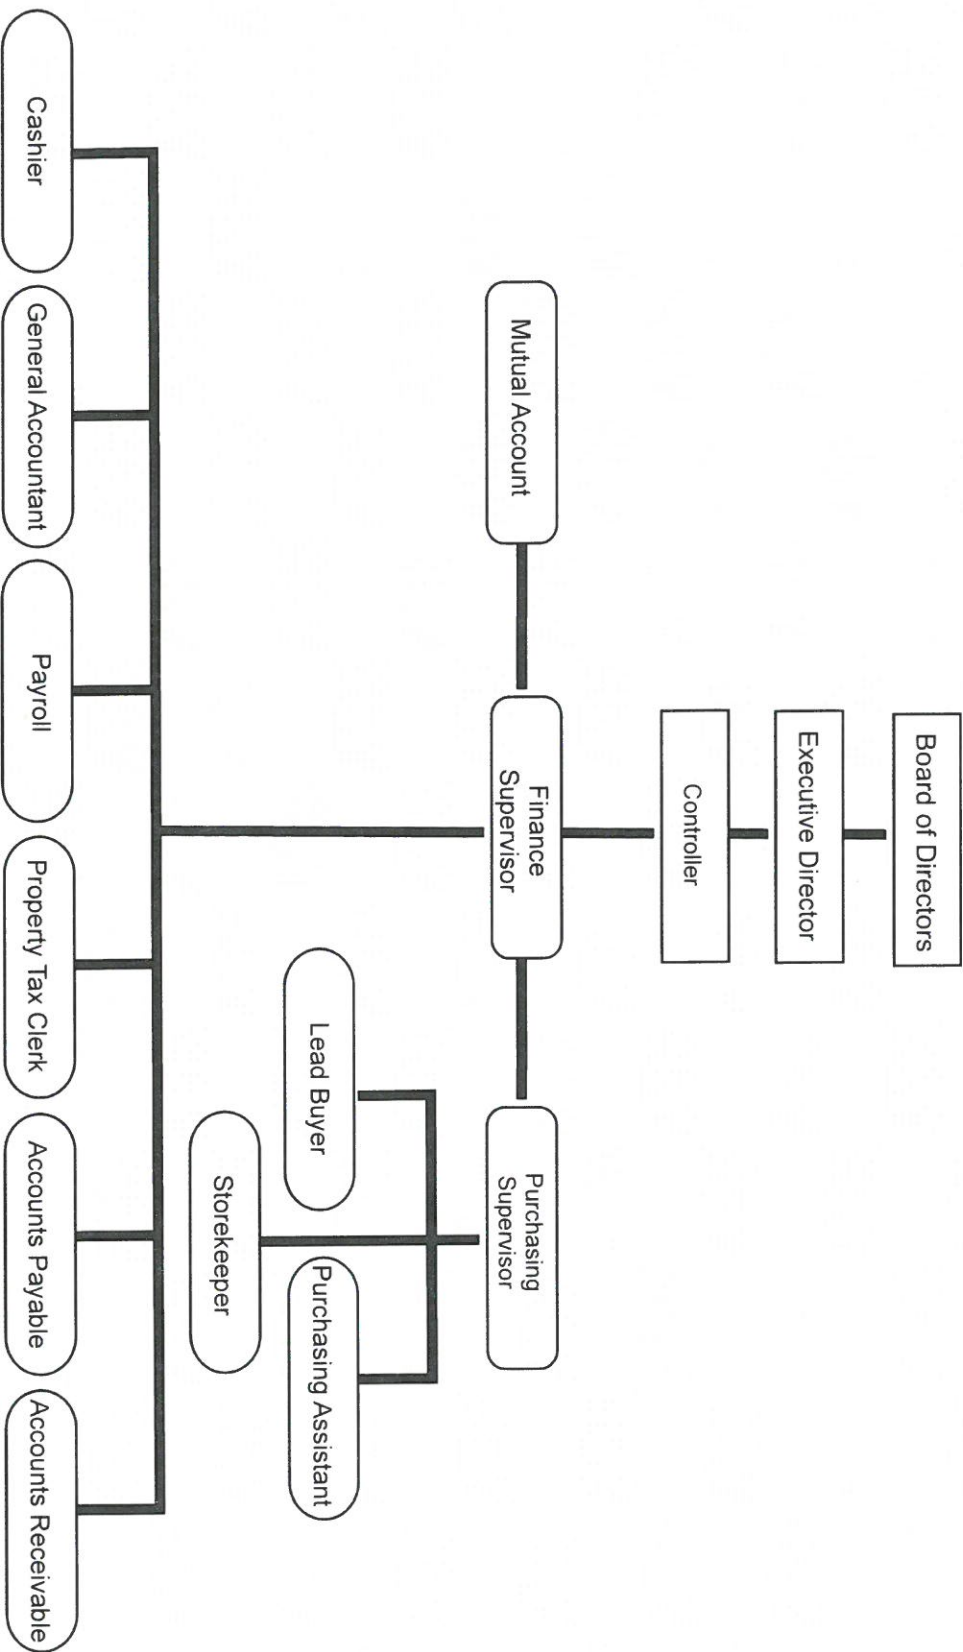 Board of Directors
Executive Director
Controller
Mutual Account
Finance
Supervisor
Purchasing
Supervisor
Lead Buyer
Purchasing Assistant
Storekeeper
Cashier
General Accountant
Payroll
Property Tax Clerk
Accounts Payable
Accounts Receivable